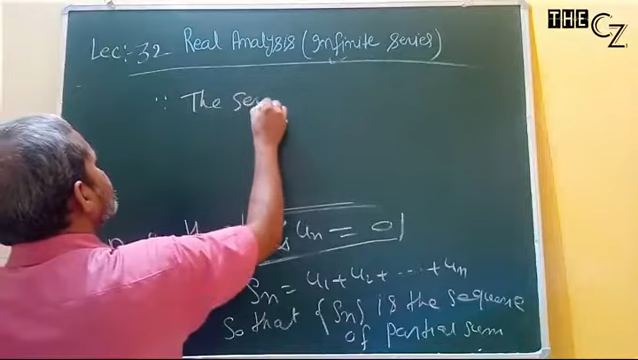 Lec:-32 Real Analysis (Infinite series)
THE CZ
∵ The se
uₙ = 0
Sₙ = u₁ + u₂ + ---- + uₙ
So that {Sₙ} is the sequence
of partial sum